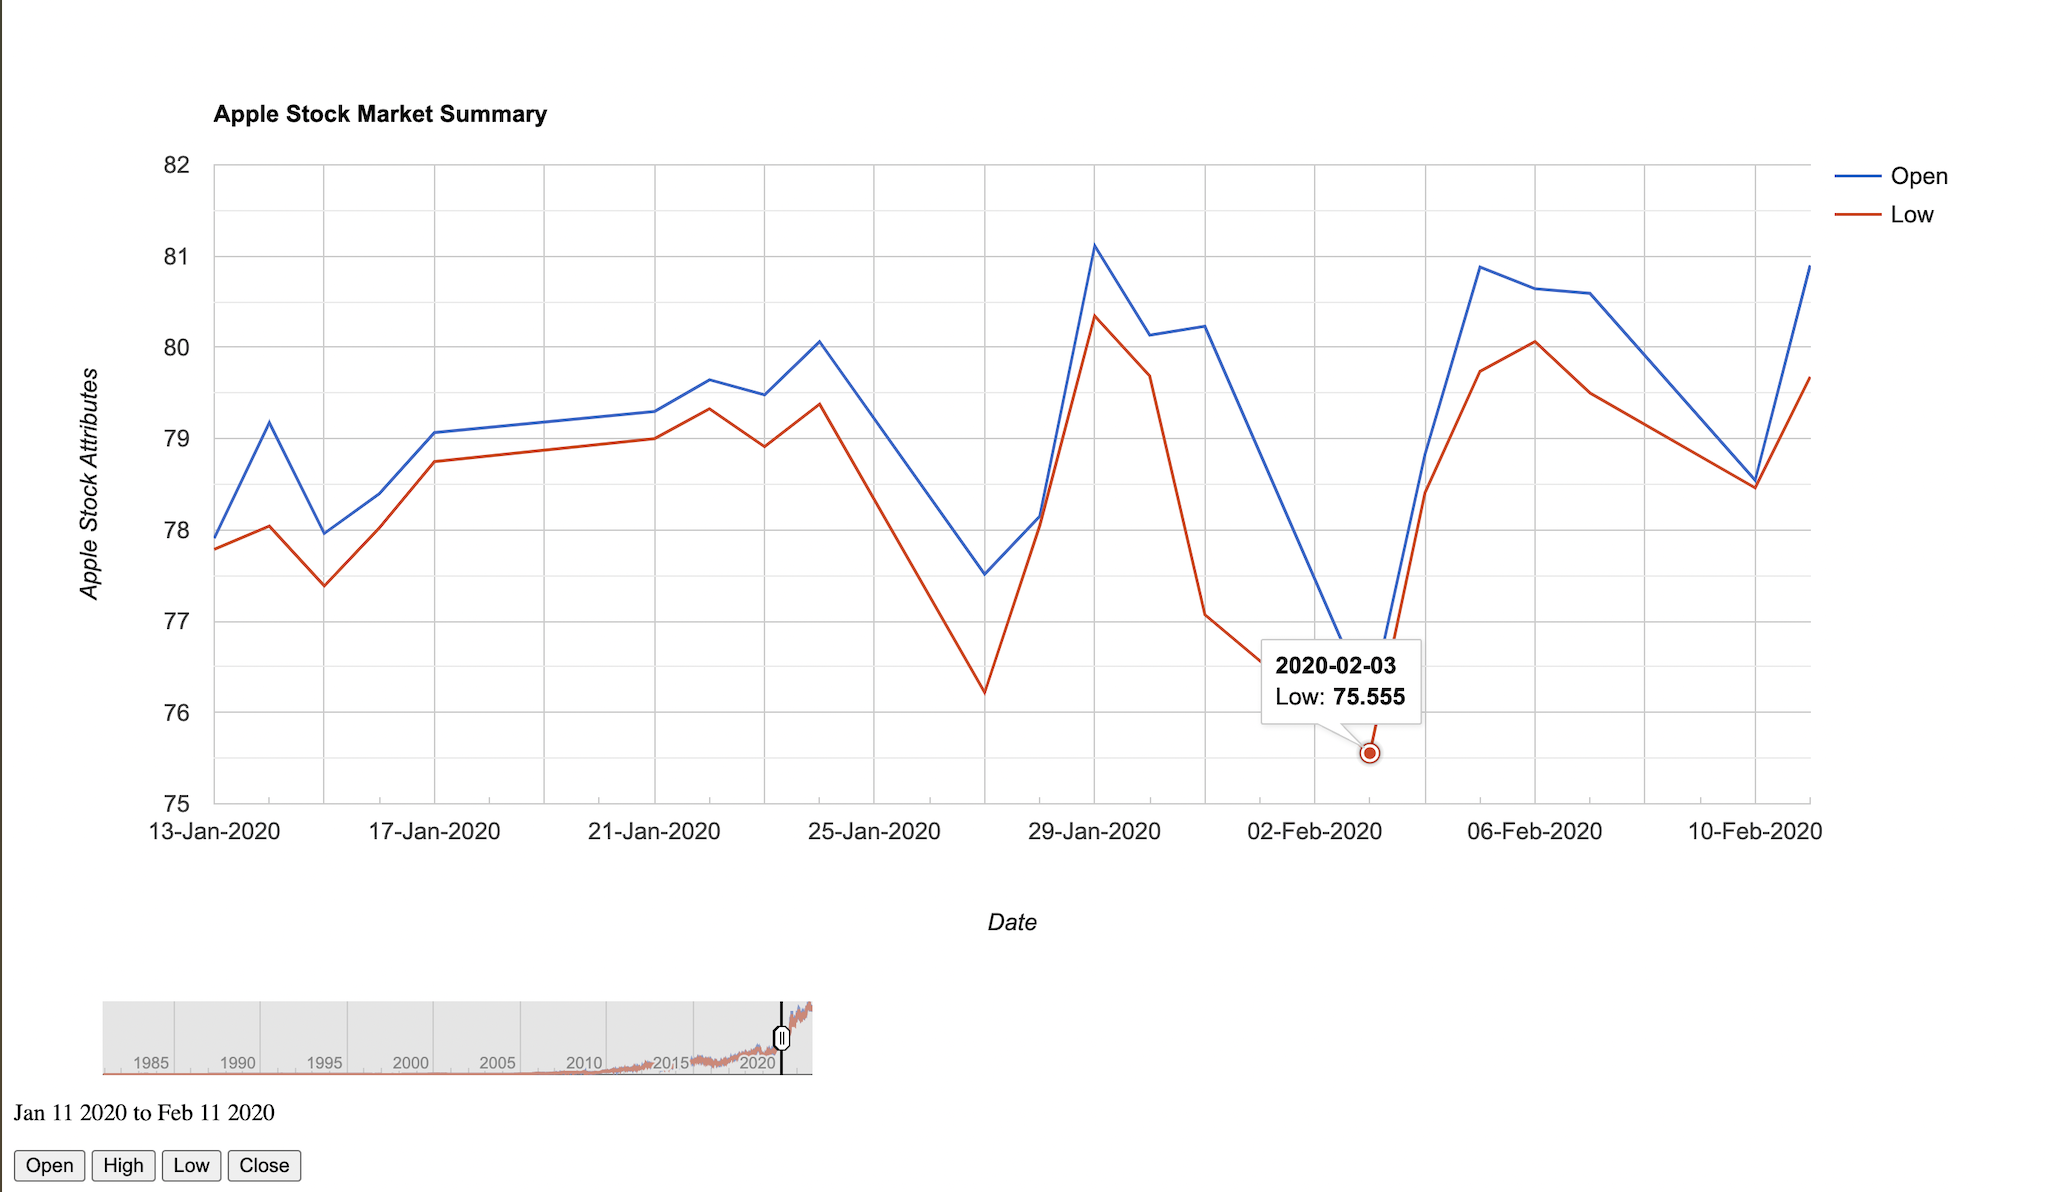 Apple Stock Market Summary
Open
Low
82
81
80
79
78
77
76
75
Apple Stock Attributes
2020-02-03
Low: 75.555
13-Jan-2020 17-Jan-2020 21-Jan-2020 25-Jan-2020 29-Jan-2020 02-Feb-2020 06-Feb-2020 10-Feb-2020
Date
1985 1990 1995 2000 2005 2010 2015 2020
Jan 11 2020 to Feb 11 2020
Open High Low Close